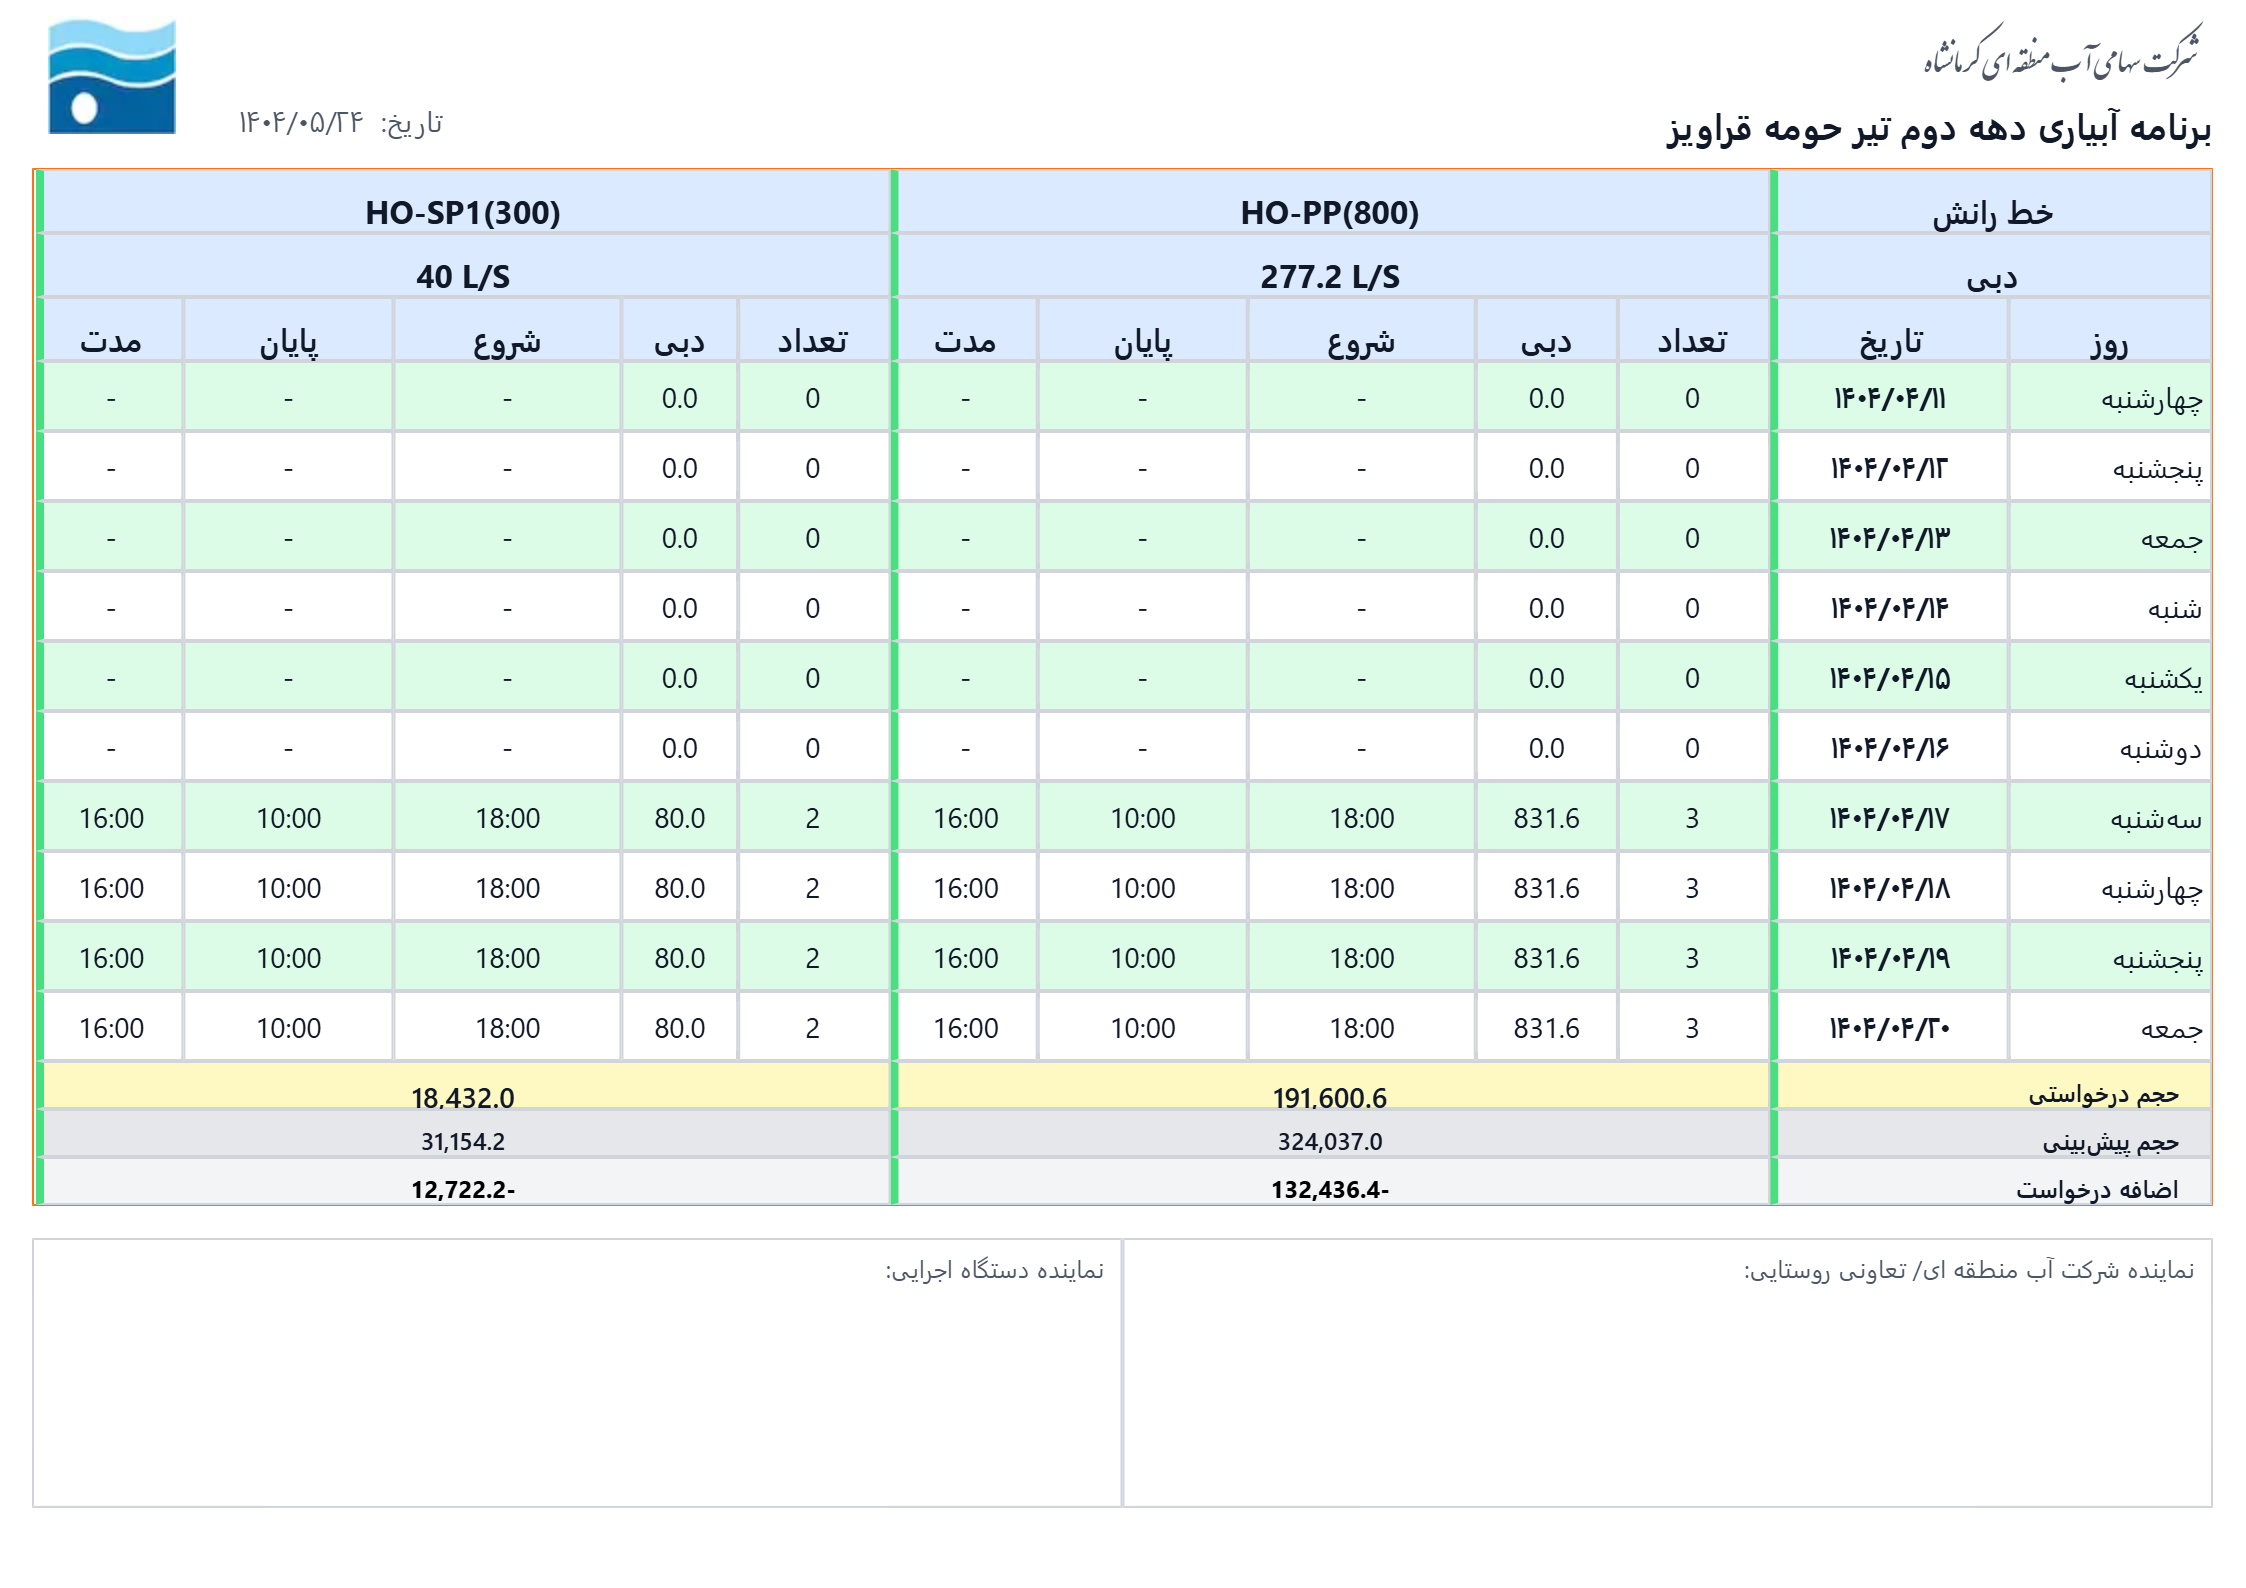 شرکت سهامی آب منطقه ای کرمانشاه
برنامه آبیاری دهه دوم تیر حومه قراویز
تاریخ: ۱۴۰۴/۰۵/۲۴
خط رانش HO-PP(800) HO-SP1(300)
دبی 277.2 L/S 40 L/S
روز تاریخ تعداد دبی شروع پایان مدت تعداد دبی شروع پایان مدت
چهارشنبه ۱۴۰۴/۰۴/۱۱ 0 0.0 - - - 0 0.0 - - -
پنجشنبه ۱۴۰۴/۰۴/۱۲ 0 0.0 - - - 0 0.0 - - -
جمعه ۱۴۰۴/۰۴/۱۳ 0 0.0 - - - 0 0.0 - - -
شنبه ۱۴۰۴/۰۴/۱۴ 0 0.0 - - - 0 0.0 - - -
یکشنبه ۱۴۰۴/۰۴/۱۵ 0 0.0 - - - 0 0.0 - - -
دوشنبه ۱۴۰۴/۰۴/۱۶ 0 0.0 - - - 0 0.0 - - -
سه‌شنبه ۱۴۰۴/۰۴/۱۷ 3 831.6 18:00 10:00 16:00 2 80.0 18:00 10:00 16:00
چهارشنبه ۱۴۰۴/۰۴/۱۸ 3 831.6 18:00 10:00 16:00 2 80.0 18:00 10:00 16:00
پنجشنبه ۱۴۰۴/۰۴/۱۹ 3 831.6 18:00 10:00 16:00 2 80.0 18:00 10:00 16:00
جمعه ۱۴۰۴/۰۴/۲۰ 3 831.6 18:00 10:00 16:00 2 80.0 18:00 10:00 16:00
حجم درخواستی 191,600.6 18,432.0
حجم پیش‌بینی 324,037.0 31,154.2
اضافه درخواست 132,436.4- 12,722.2-
نماینده شرکت آب منطقه ای/ تعاونی روستایی:
نماینده دستگاه اجرایی: